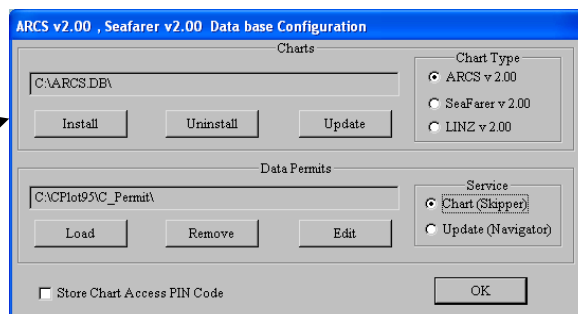 ARCS v2.00 , Seafarer v2.00 Data base Configuration
Charts
Chart Type
C:\ARCS.DB\
ARCS v 2.00
SeaFarer v 2.00
LINZ v 2.00
Install Uninstall Update
Data Permits
Service
C:\CPlot95\C_Permit\
Chart (Skipper)
Update (Navigator)
Load Remove Edit
Store Chart Access PIN Code
OK